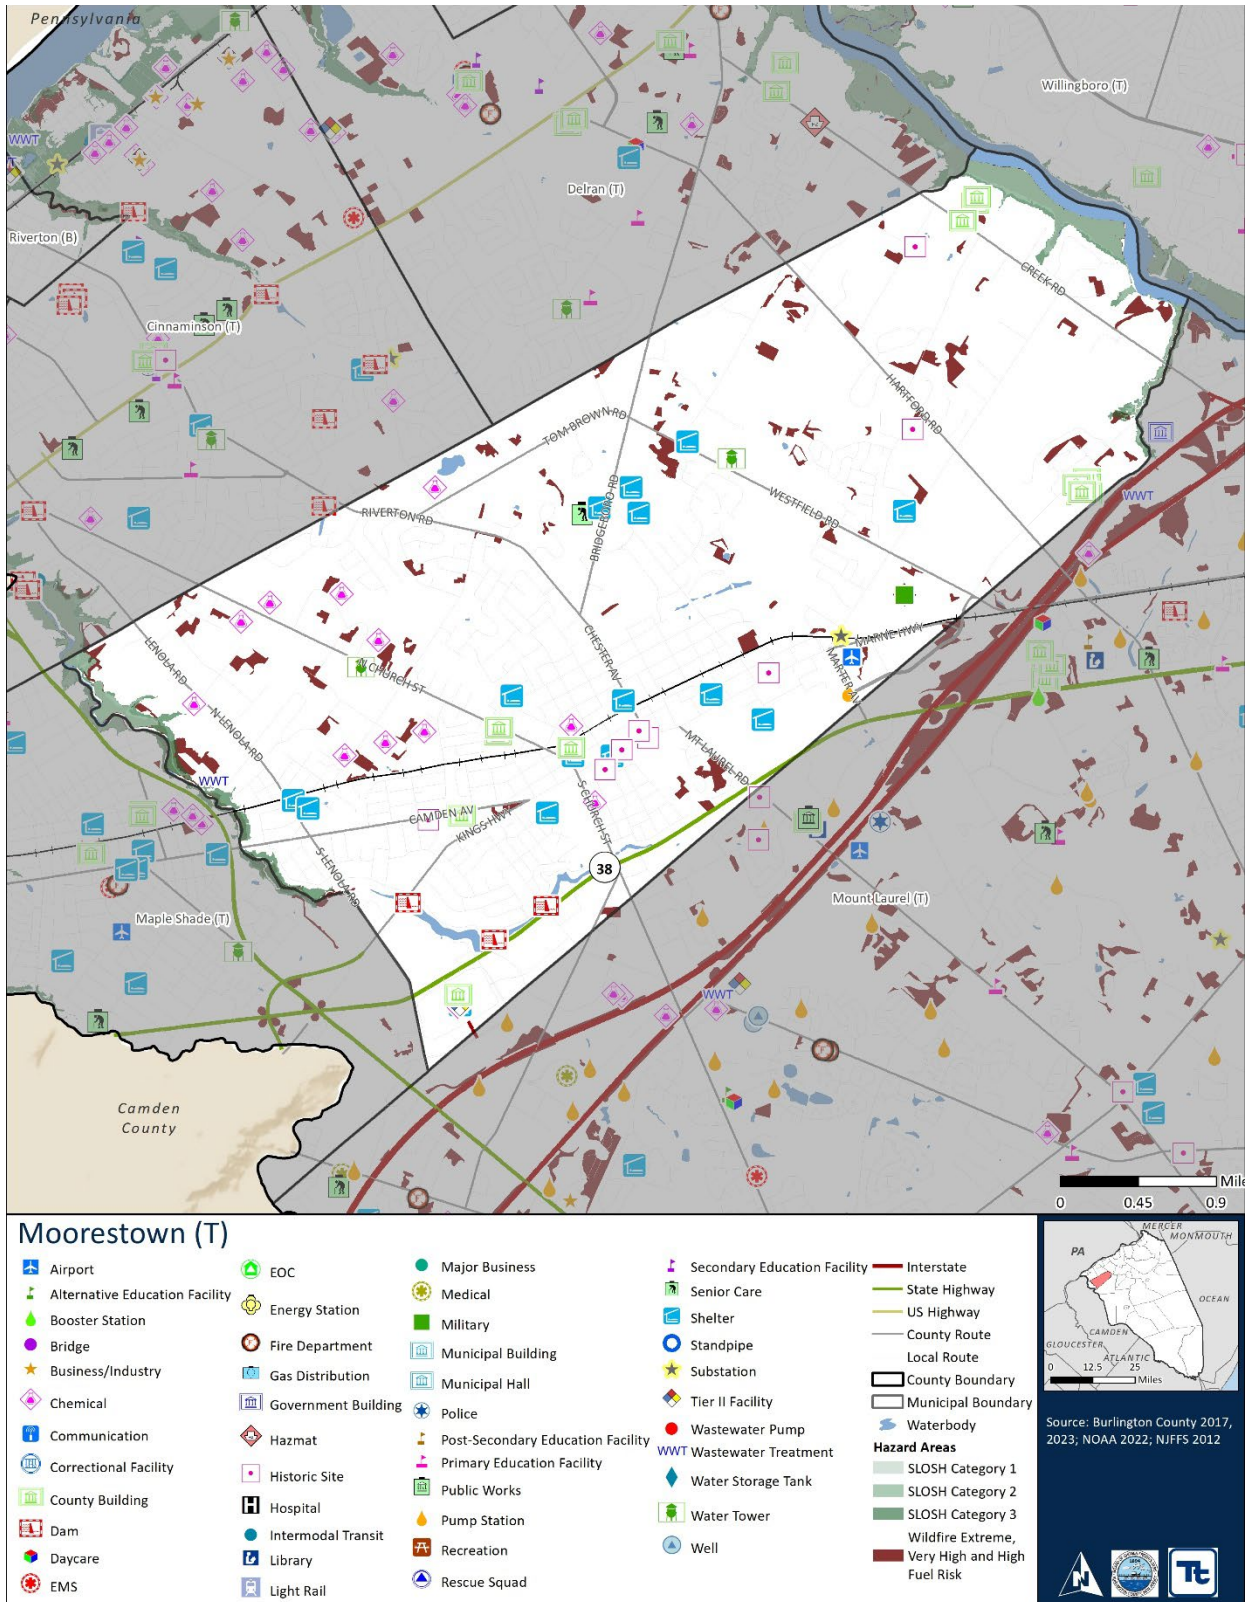 Pennsylvania
Willingboro (T)
WWT
Delran (T)
Riverton (B)
CREEK RD
Cinnaminson (T)
HARTFORD RD
TOM BROWN RD
WESTFIELD RD
WWT
RIVERTON RD
BRIDGEBORO RD
LENOLA RD
N CHURCH ST
CHESTER AV
MARNE HWY
MARTER AV
N LENOLA RD
MT LAUREL RD
WWT
CAMDEN AV
KINGS HWY
S CHURCH ST
S LENOLA RD
38
Maple Shade (T)
Mount Laurel (T)
WWT
Camden
County
Miles
0 0.45 0.9
Moorestown (T)
Airport
Alternative Education Facility
Booster Station
Bridge
Business/Industry
Chemical
Communication
Correctional Facility
County Building
Dam
Daycare
EMS
EOC
Energy Station
Fire Department
Gas Distribution
Government Building
Hazmat
Historic Site
Hospital
Intermodal Transit
Library
Light Rail
Major Business
Medical
Military
Municipal Building
Municipal Hall
Police
Post-Secondary Education Facility
Primary Education Facility
Public Works
Pump Station
Recreation
Rescue Squad
Secondary Education Facility
Senior Care
Shelter
Standpipe
Substation
Tier II Facility
Wastewater Pump
WWT Wastewater Treatment
Water Storage Tank
Water Tower
Well
Interstate
State Highway
US Highway
County Route
Local Route
County Boundary
Municipal Boundary
Waterbody
Hazard Areas
SLOSH Category 1
SLOSH Category 2
SLOSH Category 3
Wildfire Extreme,
Very High and High
Fuel Risk
MERCER
MONMOUTH
PA
OCEAN
CAMDEN
GLOUCESTER
ATLANTIC
0 12.5 25
Miles
Source: Burlington County 2017,
2023; NOAA 2022; NJFFS 2012
N
Tt